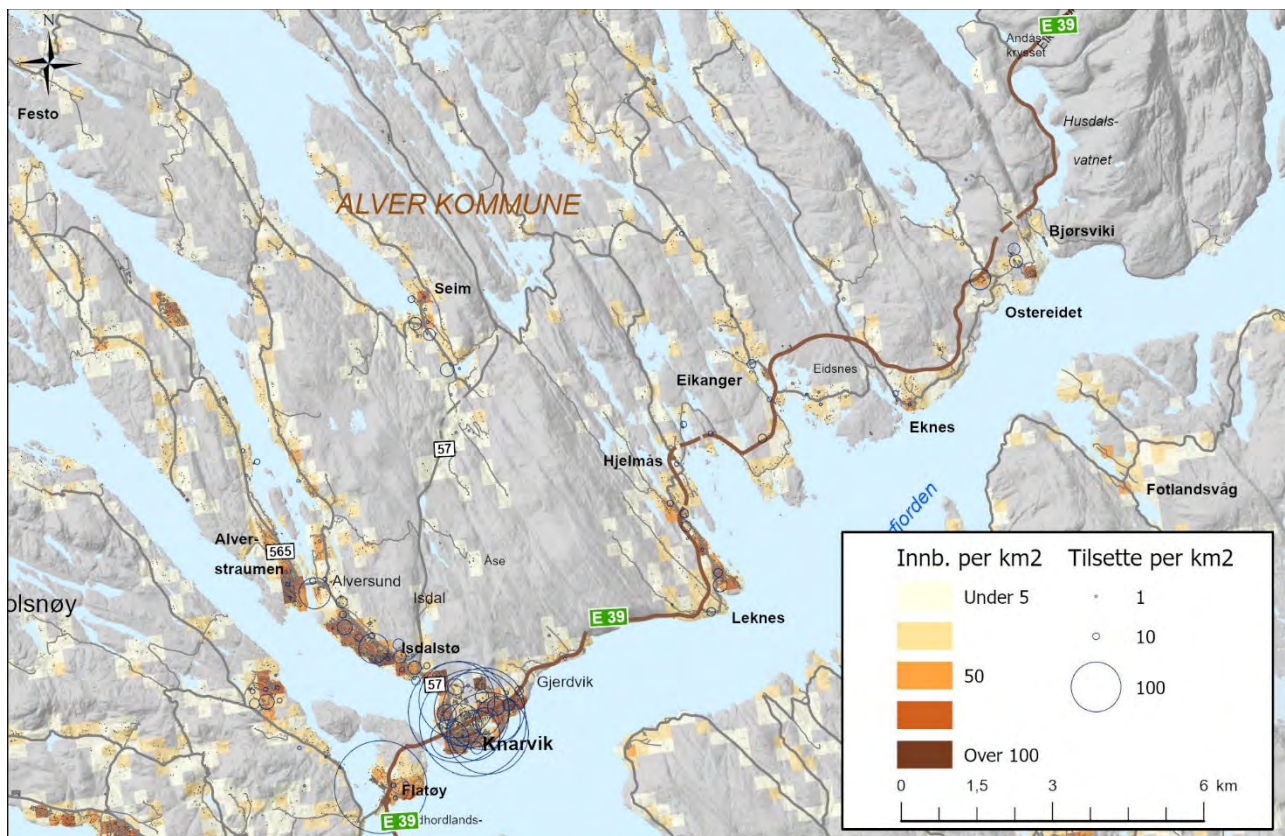 E 39
N
Andås-
krysset
Festo
Husdals-
vatnet
ALVER KOMMUNE
Bjørsviki
Seim
Ostereidet
Eidsnes
Eikanger
Eknes
57
Hjelmås
Fotlandsvåg
fjorden
Alver-
straumen
565
Åse
Alversund
Isdal
olsnøy
E 39
Leknes
Isdalstø
57
Gjerdvik
Knarvik
Flatøy
E 39
dhordlands-
Innb. per km2
Tilsette per km2
Under 5
1
10
50
100
Over 100
0
1,5
3
6 km